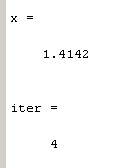 x =
1.4142
iter =
4